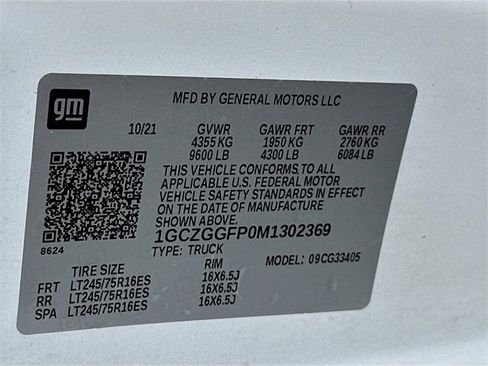 gm
MFD BY GENERAL MOTORS LLC
10/21 GVWR GAWR FRT GAWR RR
4355 KG 1950 KG 2760 KG
9600 LB 4300 LB 6084 LB
THIS VEHICLE CONFORMS TO ALL
APPLICABLE U.S. FEDERAL MOTOR
VEHICLE SAFETY STANDARDS IN EFFECT
ON THE DATE OF MANUFACTURE
SHOWN ABOVE.
8624
1GCZGGFP0M1302369
TYPE: TRUCK MODEL: 09CG33405
TIRE SIZE RIM
FRT LT245/75R16ES 16X6.5J
RR LT245/75R16ES 16X6.5J
SPA LT245/75R16ES 16X6.5J